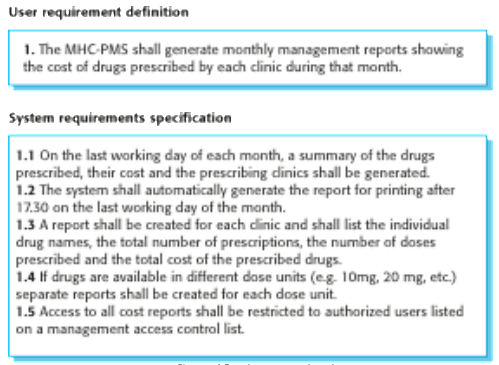 User requirement definition
1. The MHC-PMS shall generate monthly management reports showing
the cost of drugs prescribed by each clinic during that month.
System requirements specification
1.1 On the last working day of each month, a summary of the drugs
prescribed, their cost and the prescribing clinics shall be generated.
1.2 The system shall automatically generate the report for printing after
17.30 on the last working day of the month.
1.3 A report shall be created for each clinic and shall list the individual
drug names, the total number of prescriptions, the number of doses
prescribed and the total cost of the prescribed drugs.
1.4 If drugs are available in different dose units (e.g. 10mg, 20 mg, etc.)
separate reports shall be created for each dose unit.
1.5 Access to all cost reports shall be restricted to authorized users listed
on a management access control list.